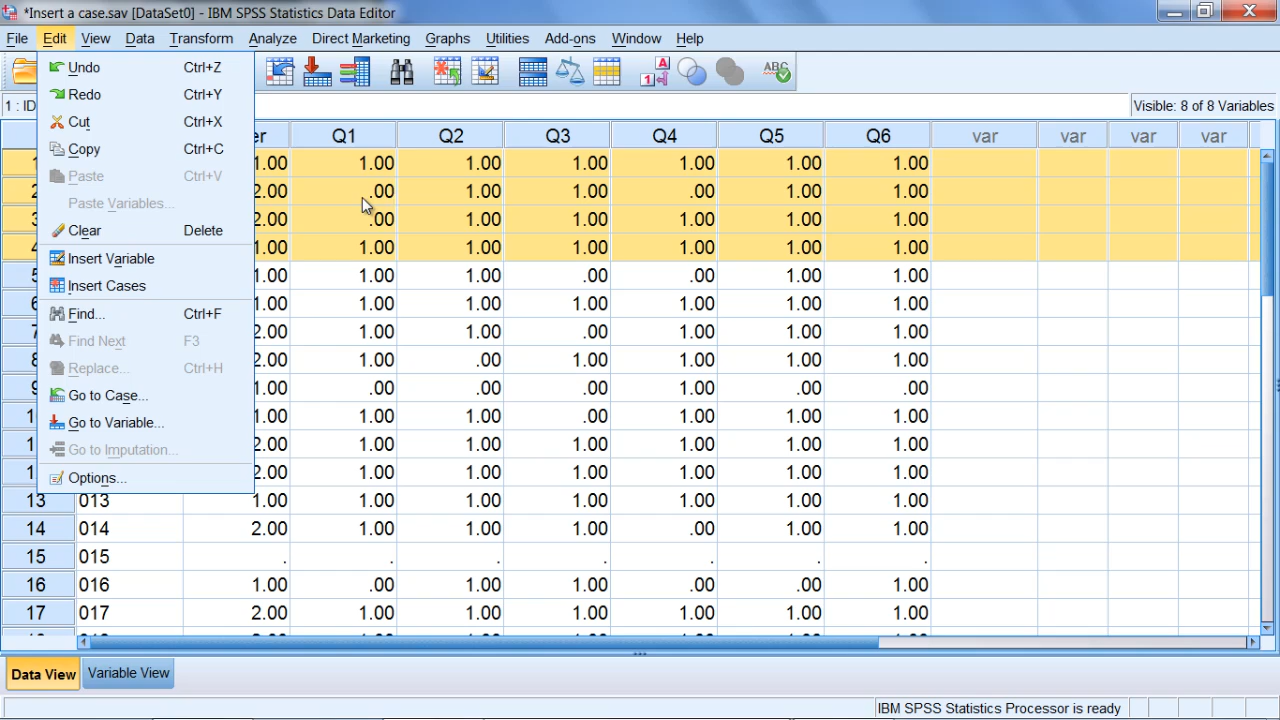 *Insert a case.sav [DataSet0] - IBM SPSS Statistics Data Editor
File Edit View Data Transform Analyze Direct Marketing Graphs Utilities Add-ons Window Help
1 : ID Visible: 8 of 8 Variables
Undo Ctrl+Z
Redo Ctrl+Y
Cut Ctrl+X
Copy Ctrl+C
Paste Ctrl+V
Paste Variables...
Clear Delete
Insert Variable
Insert Cases
Find... Ctrl+F
Find Next F3
Replace... Ctrl+H
Go to Case...
Go to Variable...
Go to Imputation...
Options...
er Q1 Q2 Q3 Q4 Q5 Q6 var var var var
1 1.00 1.00 1.00 1.00 1.00 1.00 1.00
2 2.00 .00 1.00 1.00 .00 1.00 1.00
3 2.00 .00 1.00 1.00 1.00 1.00 1.00
4 1.00 1.00 1.00 1.00 1.00 1.00 1.00
5 1.00 1.00 1.00 .00 1.00 1.00 1.00
6 1.00 1.00 1.00 1.00 1.00 1.00 1.00
7 2.00 1.00 1.00 .00 1.00 1.00 1.00
8 2.00 1.00 .00 1.00 1.00 1.00 1.00
9 1.00 .00 .00 .00 1.00 .00 .00
1 1.00 1.00 1.00 .00 1.00 1.00 1.00
1 2.00 1.00 1.00 1.00 1.00 1.00 1.00
1 2.00 1.00 1.00 1.00 1.00 1.00 1.00
13 013 1.00 1.00 1.00 1.00 1.00 1.00 1.00
14 014 2.00 1.00 1.00 1.00 .00 1.00 1.00
15 015 . . . . . . .
16 016 1.00 .00 1.00 1.00 .00 .00 1.00
17 017 2.00 1.00 1.00 1.00 1.00 1.00 1.00
Data View Variable View
IBM SPSS Statistics Processor is ready